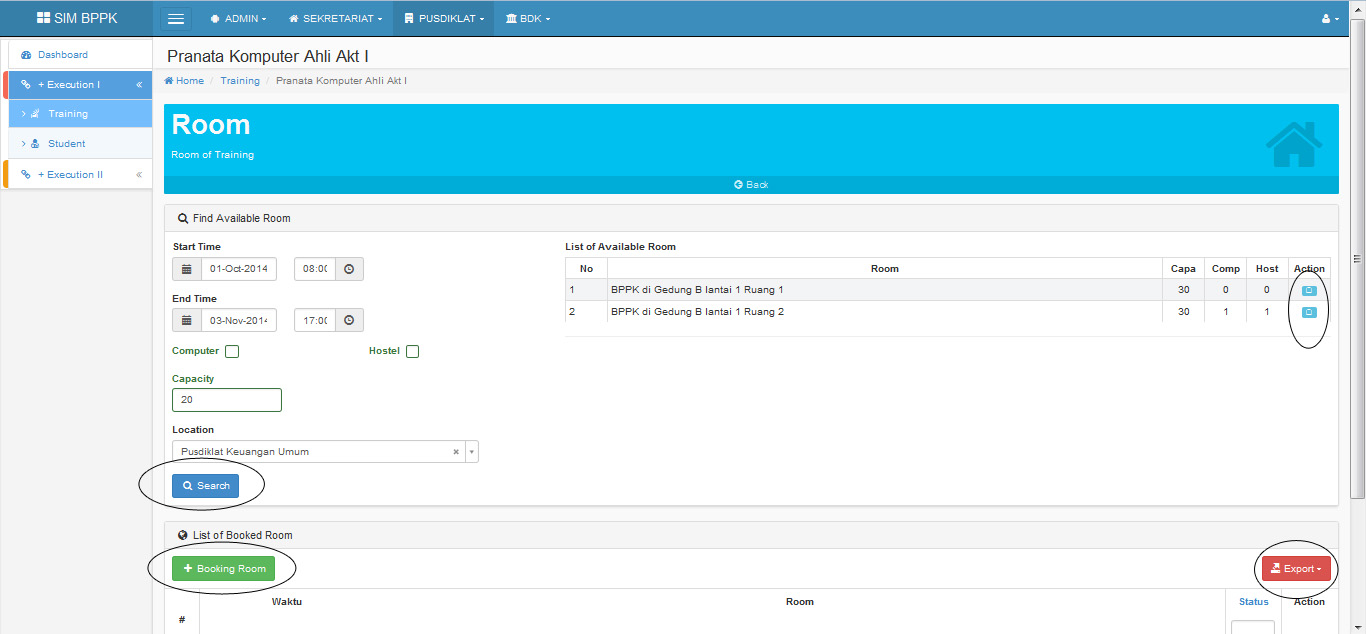 SIM BPPK
ADMIN
SEKRETARIAT
PUSDIKLAT
BDK
Dashboard
+ Execution I «
> Training
> Student
+ Execution II «
Pranata Komputer Ahli Akt I
Home / Training / Pranata Komputer Ahli Akt I
Room
Room of Training
Back
Find Available Room
Start Time
01-Oct-2014 08:00
End Time
03-Nov-2014 17:00
Computer Hostel
Capacity
20
Location
Pusdiklat Keuangan Umum ×
Search
List of Available Room
No Room Capa Comp Host Action
1 BPPK di Gedung B lantai 1 Ruang 1 30 0 0
2 BPPK di Gedung B lantai 1 Ruang 2 30 1 1
List of Booked Room
+ Booking Room
Export
# Waktu Room Status Action